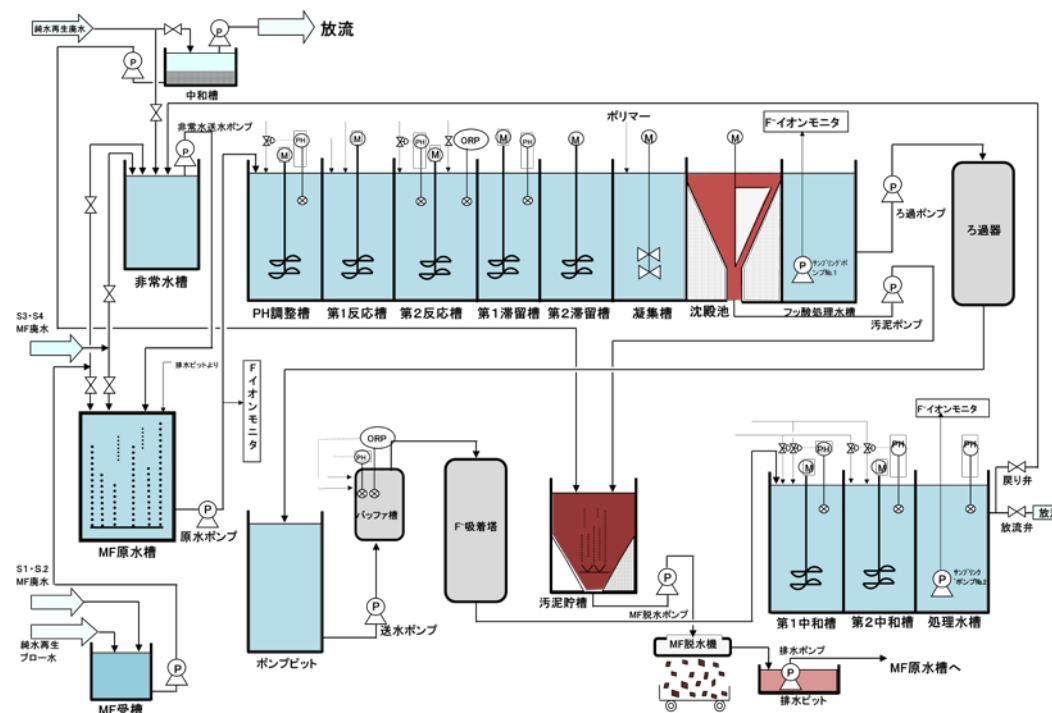 純水再生廃水
P
放流
P
中和槽
非常水送水ポンプ
P
非常水槽
PH
M
M
PH
M
ORP
M
PH
M
ポリマー
M
M
F⁻イオンモニタ
P
サンプリングポ
ンプNo.1
PH調整槽
第1反応槽
第2反応槽
第1滞留槽
第2滞留槽
凝集槽
沈殿池
フッ酸処理水槽
P
ろ過ポンプ
P
汚泥ポンプ
ろ過器
S3・S4
MF廃水
排水ピットより
Fイオンモニタ
MF原水槽
P
原水ポンプ
S1・S.2
MF廃水
純水再生
ブロー水
MF受槽
P
ORP
PH
バッファ槽
P
送水ポンプ
ポンプピット
F⁻吸着塔
汚泥貯槽
P
MF脱水ポンプ
MF脱水機
排水ポンプ
P
排水ピット
MF原水槽へ
F⁻イオンモニタ
PH
M
PH
M
PH
P
サンプリング
ポンプNo.2
第1中和槽
第2中和槽
処理水槽
戻り弁
放流弁
放流